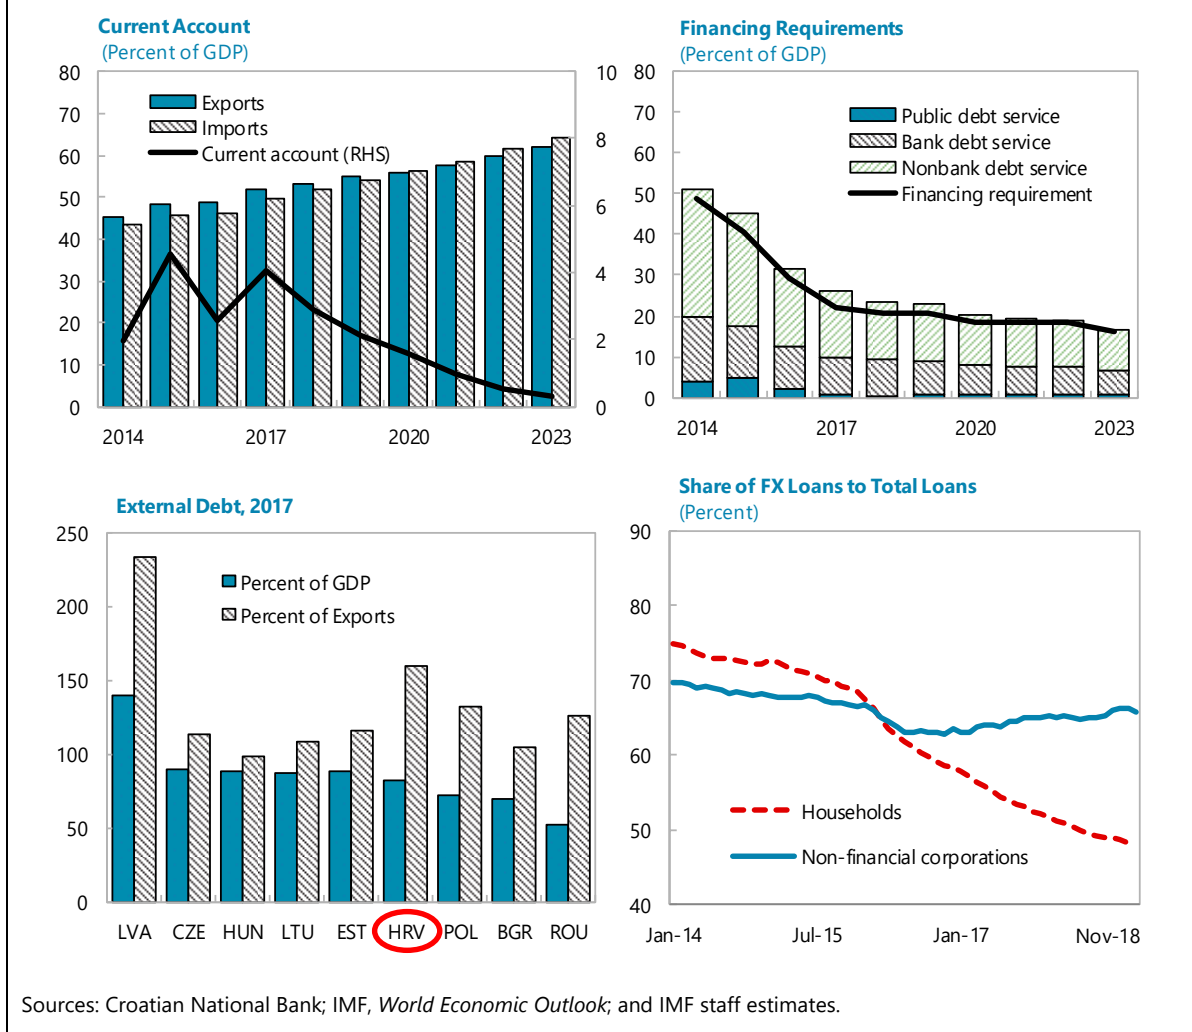 Current Account
(Percent of GDP)
80
70
60
50
40
30
20
10
0
10
8
6
4
2
0
Exports
Imports
Current account (RHS)
2014
2017
2020
2023
Financing Requirements
(Percent of GDP)
80
70
60
50
40
30
20
10
0
Public debt service
Bank debt service
Nonbank debt service
Financing requirement
2014
2017
2020
2023
External Debt, 2017
250
200
150
100
50
0
Percent of GDP
Percent of Exports
LVA CZE HUN LTU EST HRV POL BGR ROU
Share of FX Loans to Total Loans
(Percent)
90
80
70
60
50
40
Households
Non-financial corporations
Jan-14
Jul-15
Jan-17
Nov-18
Sources: Croatian National Bank; IMF, World Economic Outlook; and IMF staff estimates.